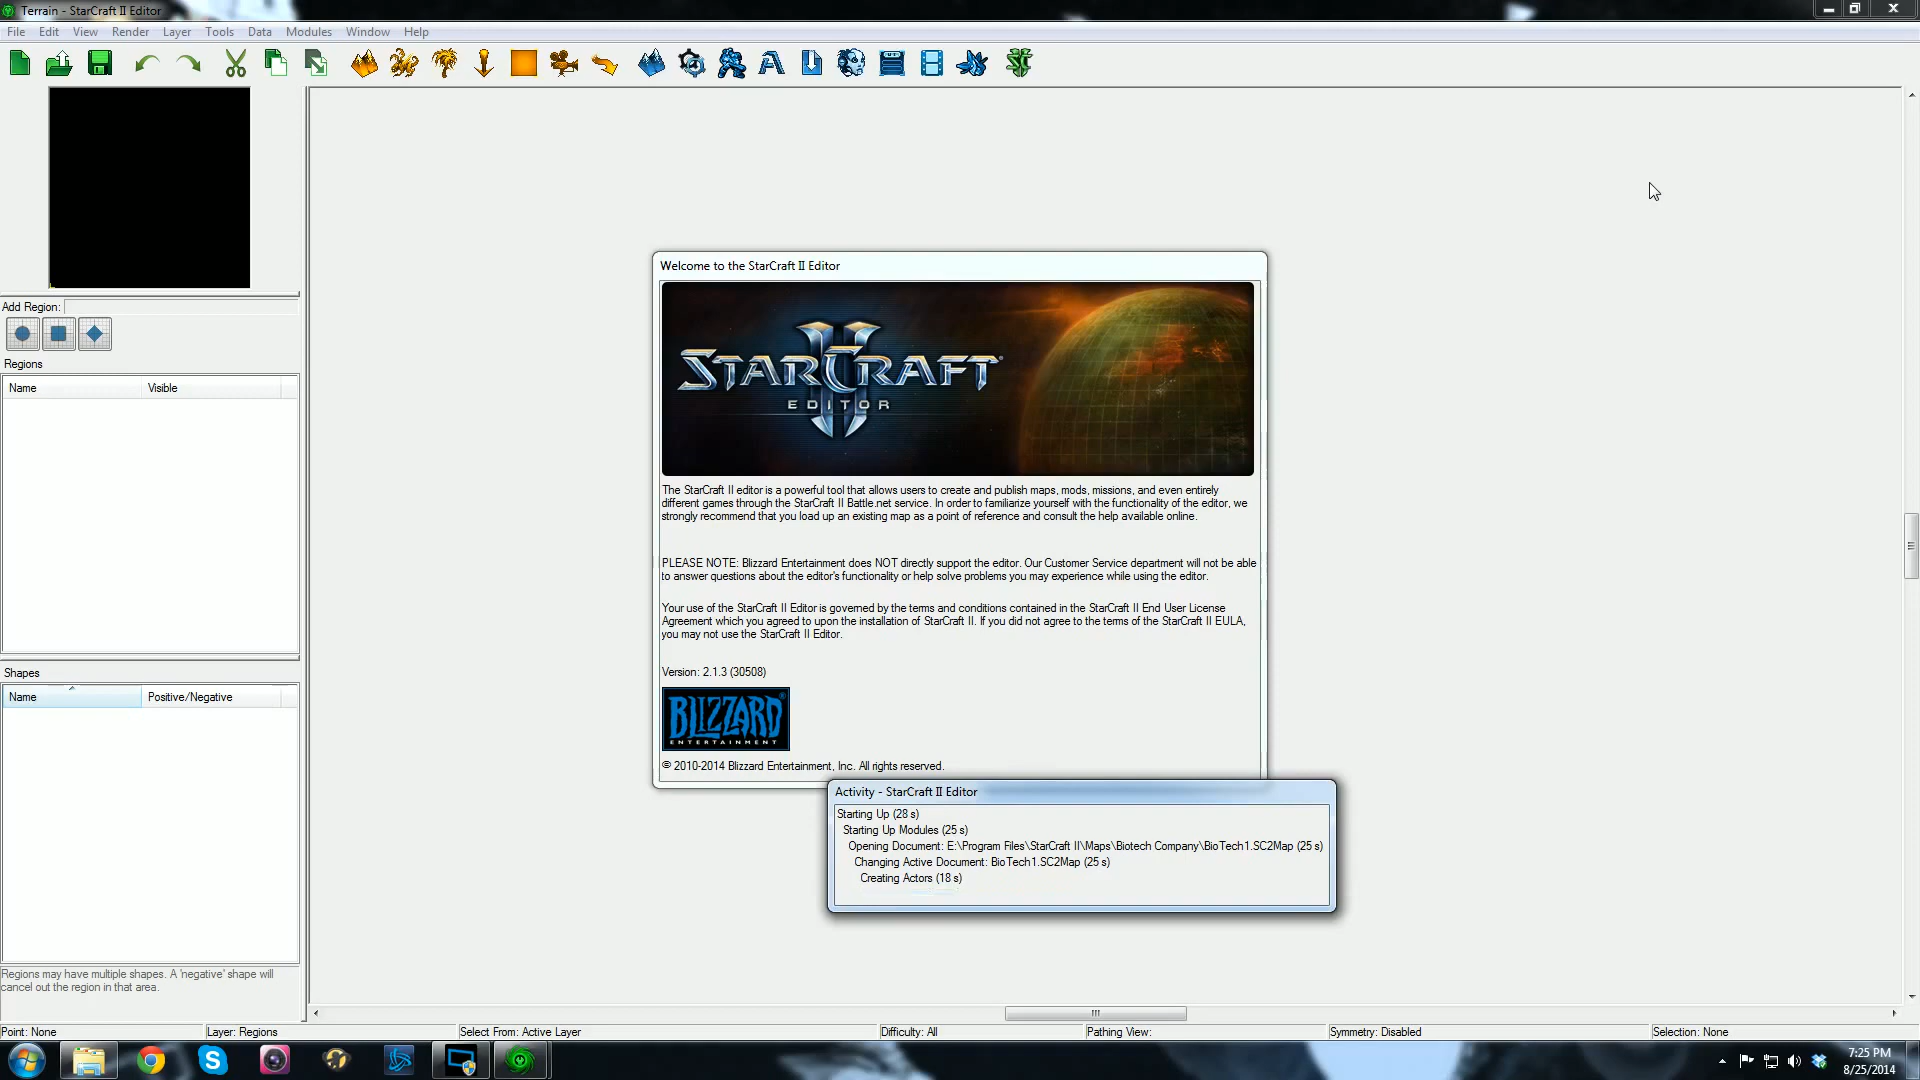 Terrain - StarCraft II Editor
File Edit View Render Layer Tools Data Modules Window Help
Add Region:
Regions
Name Visible
Shapes
Name Positive/Negative
Regions may have multiple shapes. A 'negative' shape will
cancel out the region in that area.
Welcome to the StarCraft II Editor
STARCRAFT II
EDITOR
The StarCraft II editor is a powerful tool that allows users to create and publish maps, mods, missions, and even entirely
different games through the StarCraft II Battle.net service. In order to familiarize yourself with the functionality of the editor, we
strongly recommend that you load up an existing map as a point of reference and consult the help available online.
PLEASE NOTE: Blizzard Entertainment does NOT directly support the editor. Our Customer Service department will not be able
to answer questions about the editor's functionality or help solve problems you may experience while using the editor.
Your use of the StarCraft II Editor is governed by the terms and conditions contained in the StarCraft II End User License
Agreement which you agreed to upon the installation of StarCraft II. If you did not agree to the terms of the StarCraft II EULA,
you may not use the StarCraft II Editor.
Version: 2.1.3 (30508)
BLIZZARD®
ENTERTAINMENT
© 2010-2014 Blizzard Entertainment, Inc. All rights reserved.
Activity - StarCraft II Editor
Starting Up (28 s)
Starting Up Modules (25 s)
Opening Document: E:\Program Files\StarCraft II\Maps\Biotech Company\BioTech1.SC2Map (25 s)
Changing Active Document: BioTech1.SC2Map (25 s)
Creating Actors (18 s)
Point: None Layer: Regions Select From: Active Layer Difficulty: All Pathing View: Symmetry: Disabled Selection: None
7:25 PM
8/25/2014